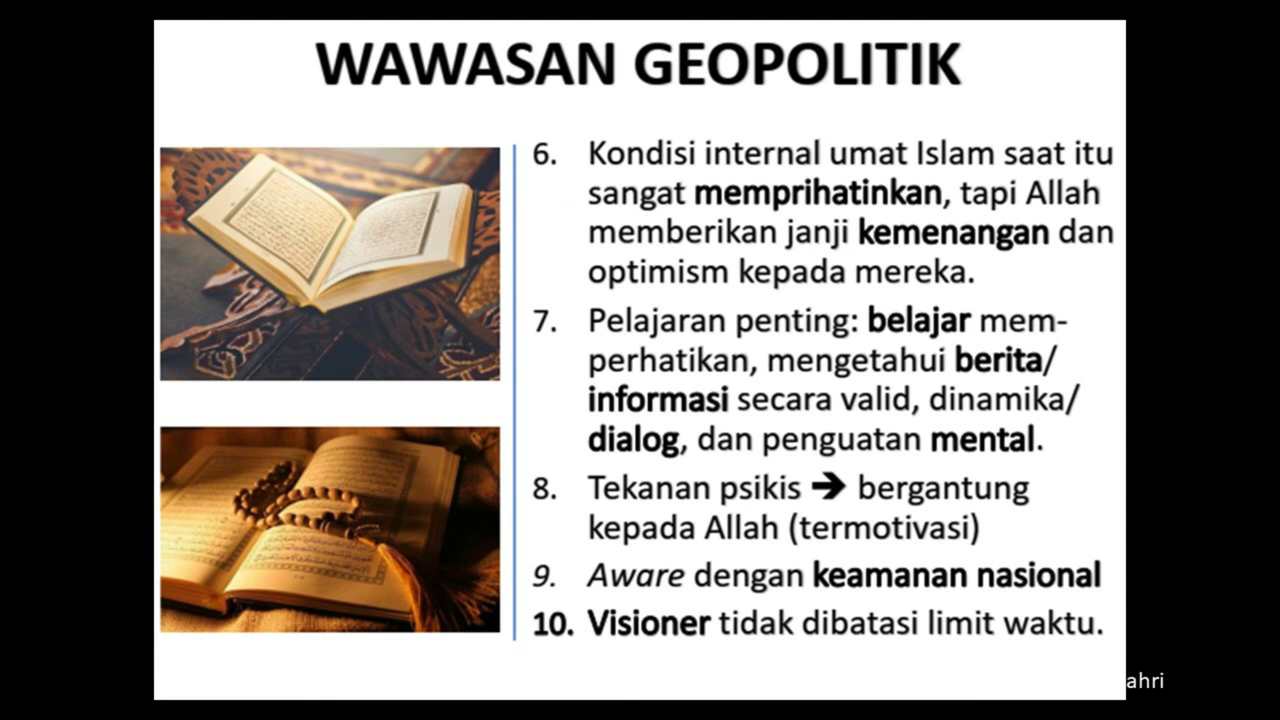 WAWASAN GEOPOLITIK
6. Kondisi internal umat Islam saat itu
sangat memprihatinkan, tapi Allah
memberikan janji kemenangan dan
optimism kepada mereka.
7. Pelajaran penting: belajar mem-
perhatikan, mengetahui berita/
informasi secara valid, dinamika/
dialog, dan penguatan mental.
8. Tekanan psikis ➔ bergantung
kepada Allah (termotivasi)
9. Aware dengan keamanan nasional
10. Visioner tidak dibatasi limit waktu.
ahri